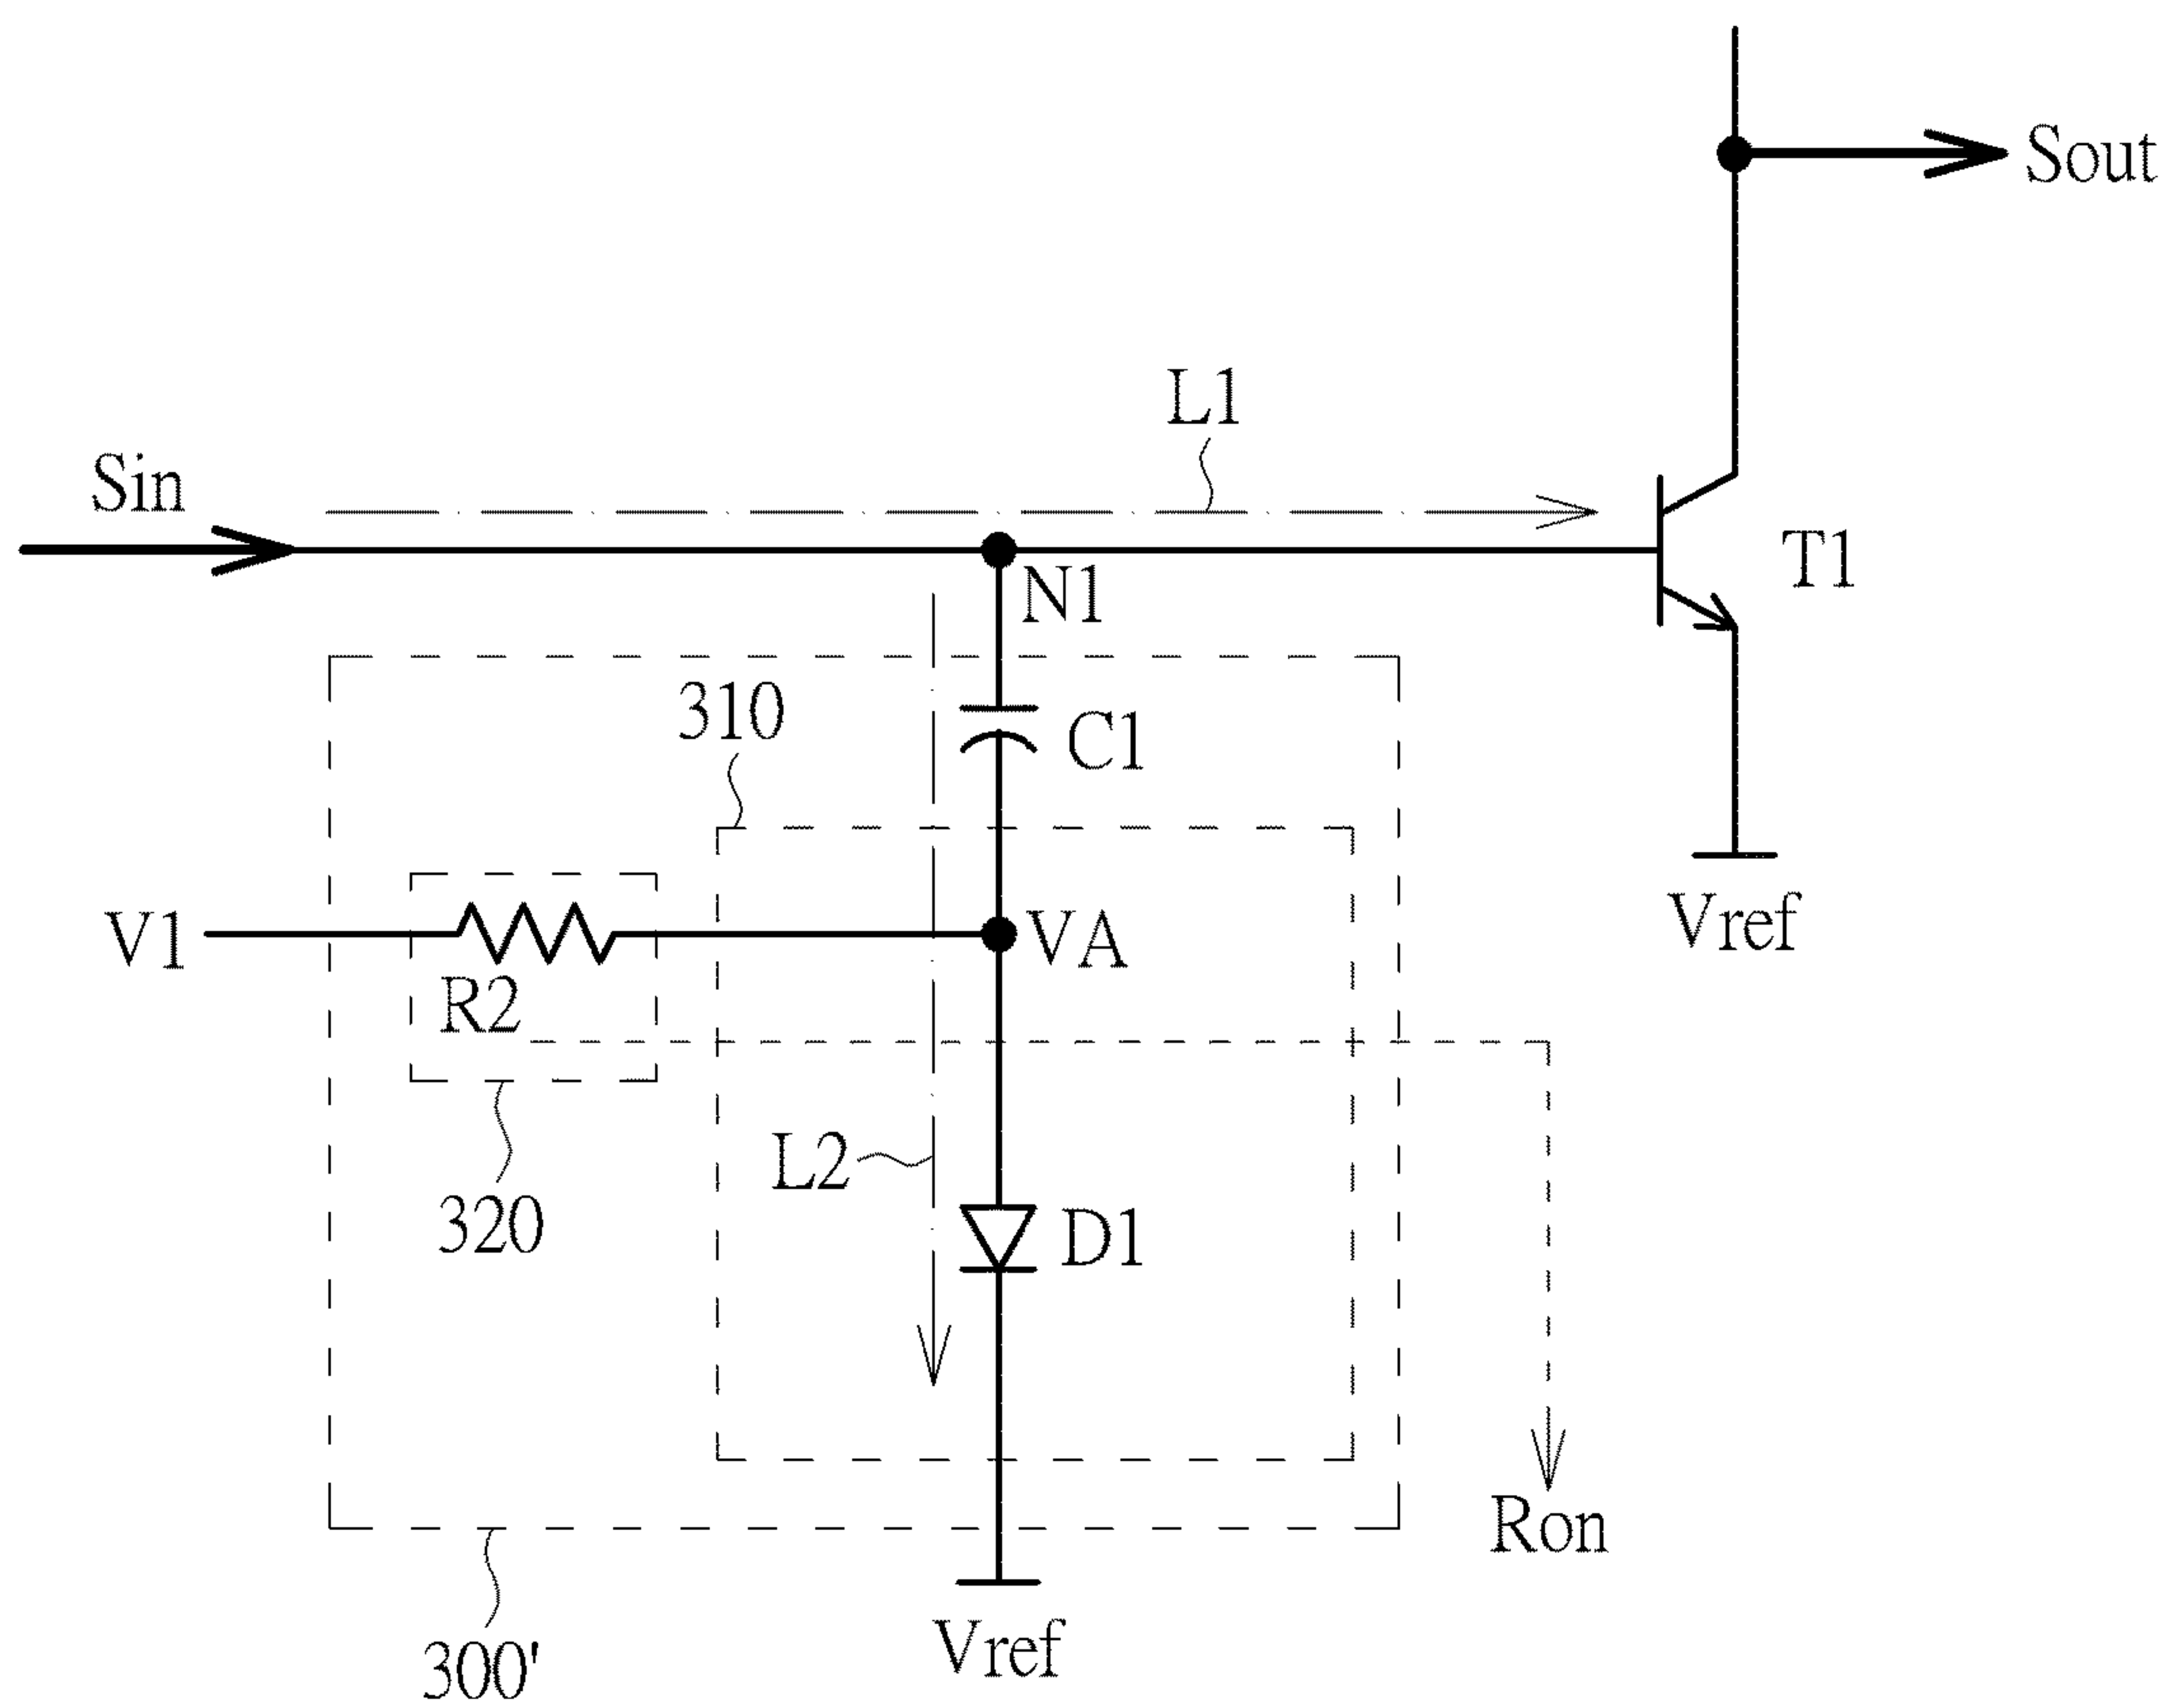 Sout
L1
Sin
T1
N1
310
C1
Vref
V1
VA
R2
L2
320
D1
Ron
Vref
300'